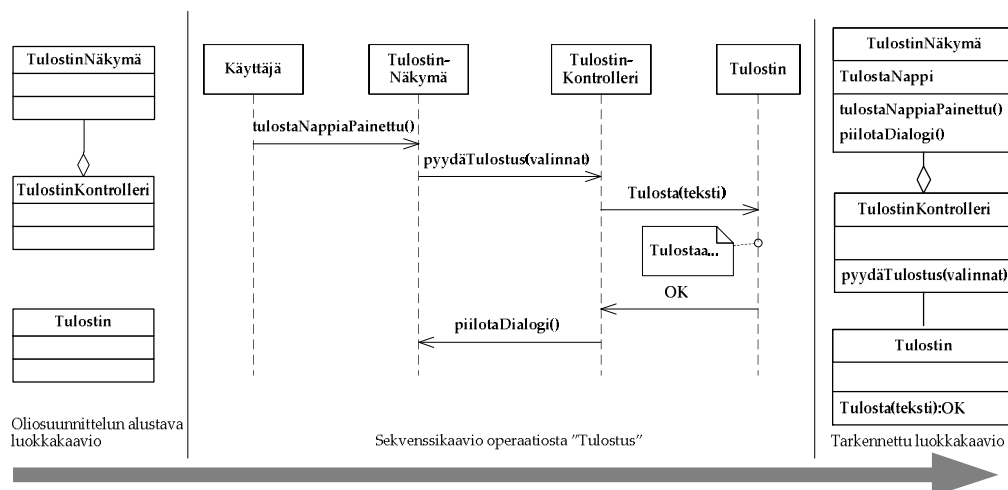 TulostinNäkymä
TulostinKontrolleri
Tulostin
Oliosuunnittelun alustava
luokkakaavio
Käyttäjä
Tulostin-
Näkymä
Tulostin-
Kontrolleri
Tulostin
tulostaNappiaPainettu()
pyydäTulostus(valinnat)
Tulosta(teksti)
Tulostaa...
OK
piilotaDialogi()
Sekvenssikaavio operaatiosta ”Tulostus”
TulostinNäkymä
TulostaNappi
tulostaNappiaPainettu()
piilotaDialogi()
TulostinKontrolleri
pyydäTulostus(valinnat)
Tulostin
Tulosta(teksti):OK
Tarkennettu luokkakaavio